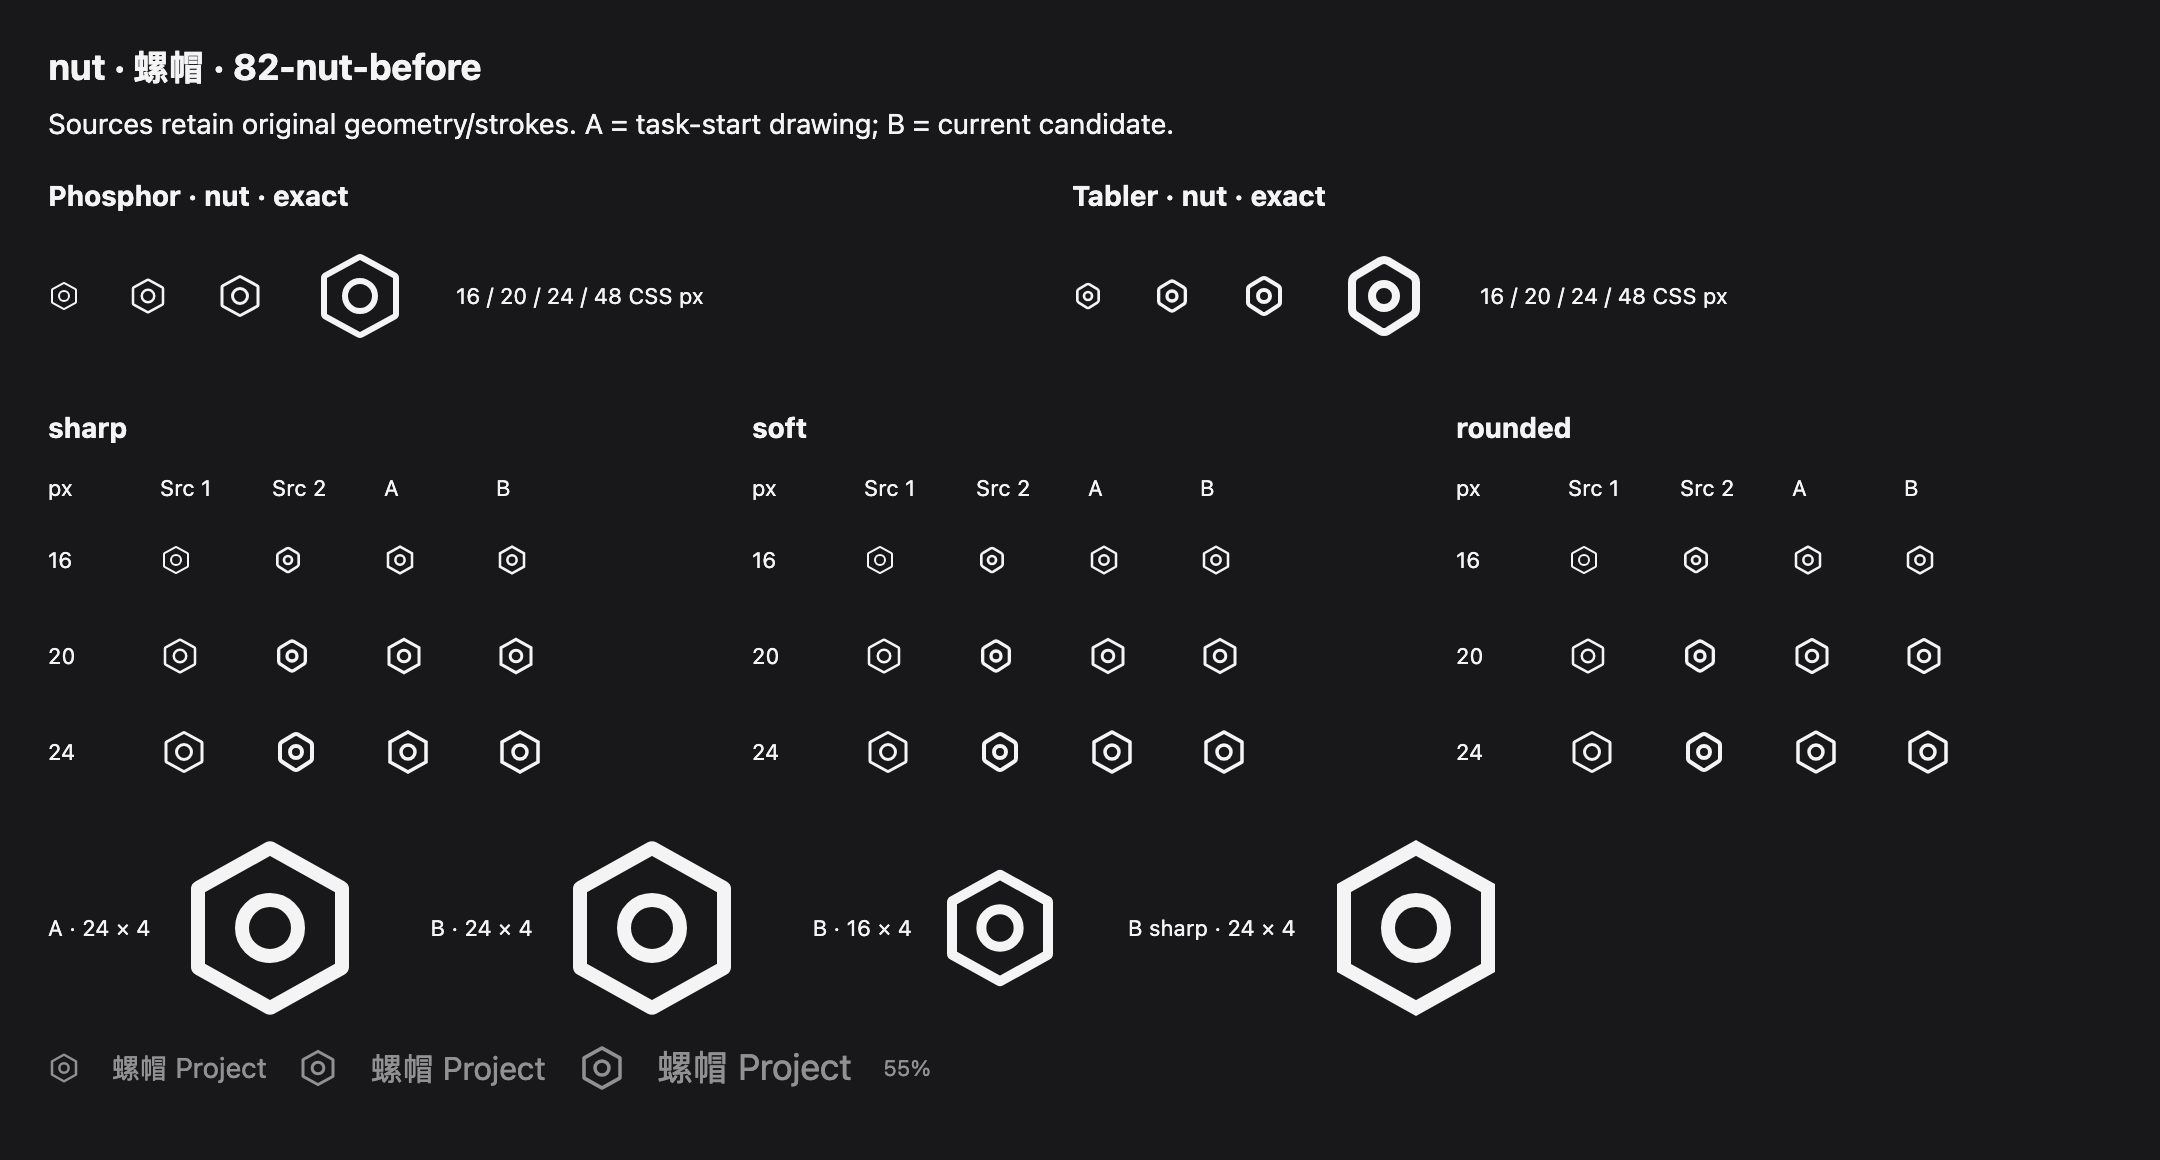 nut · 螺帽 · 82-nut-before
Sources retain original geometry/strokes. A = task-start drawing; B = current candidate.
Phosphor · nut · exact
Tabler · nut · exact
16 / 20 / 24 / 48 CSS px
16 / 20 / 24 / 48 CSS px
sharp
soft
rounded
px Src 1 Src 2 A B
px Src 1 Src 2 A B
px Src 1 Src 2 A B
16
16
16
20
20
20
24
24
24
A · 24 × 4
B · 24 × 4
B · 16 × 4
B sharp · 24 × 4
螺帽 Project
螺帽 Project
螺帽 Project
55%